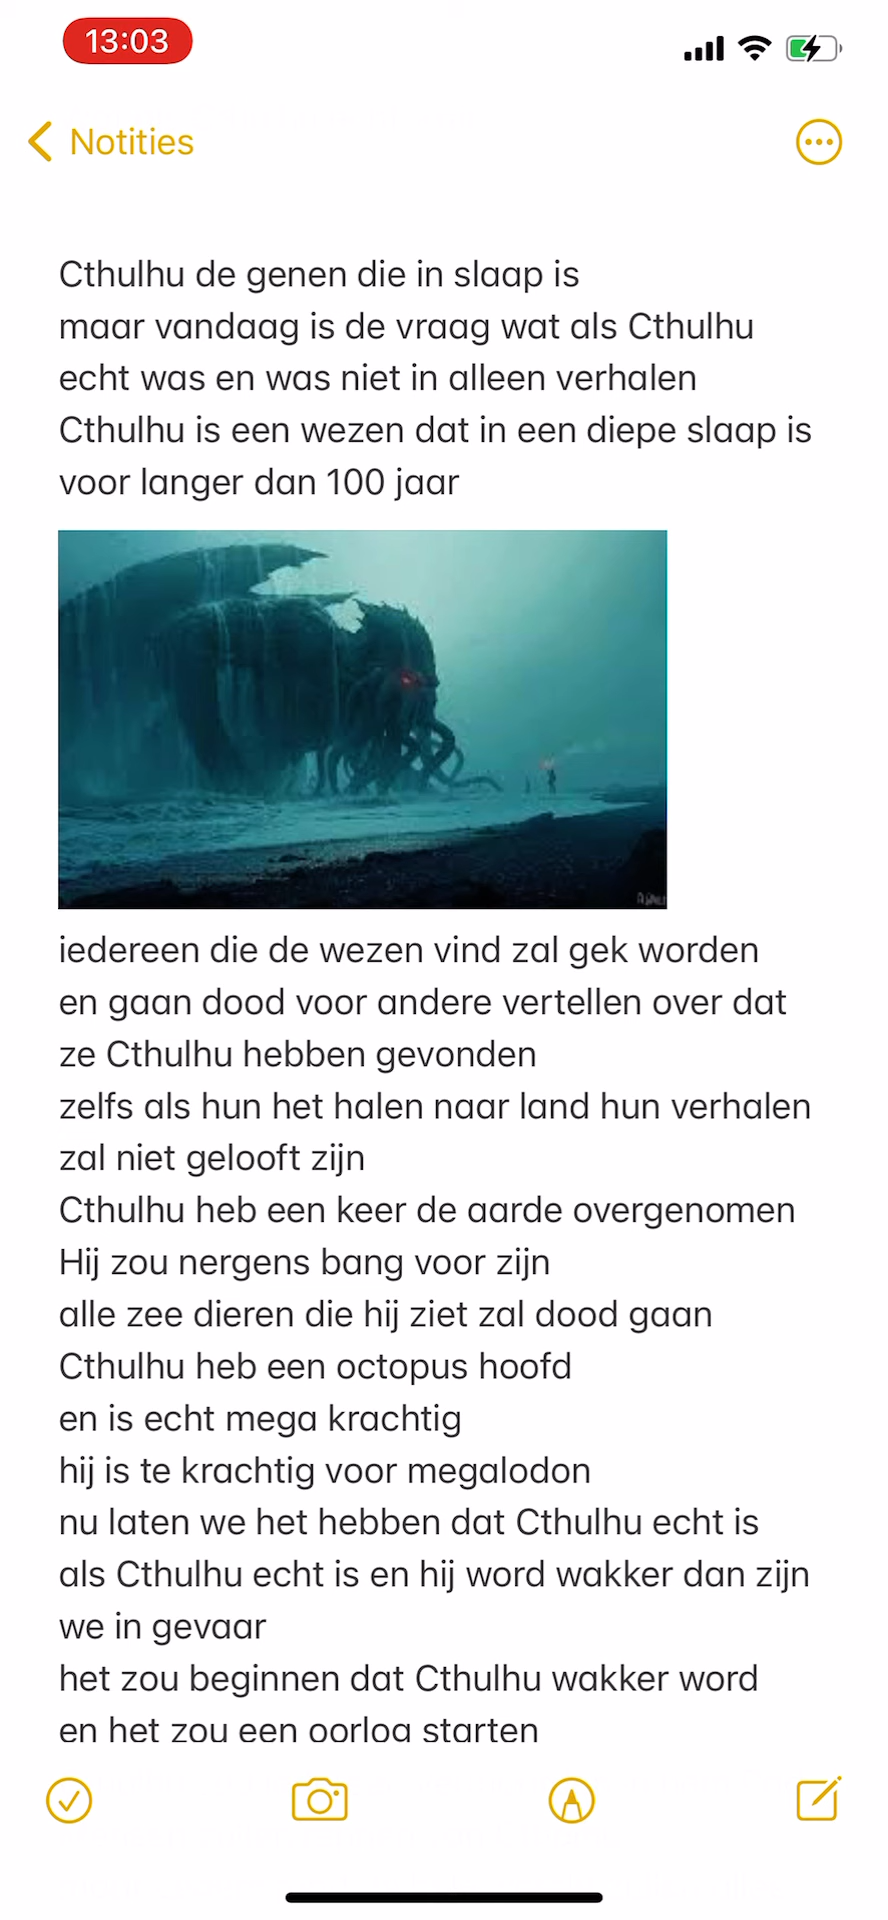 13:03
Notities
Cthulhu de genen die in slaap is
maar vandaag is de vraag wat als Cthulhu
echt was en was niet in alleen verhalen
Cthulhu is een wezen dat in een diepe slaap is
voor langer dan 100 jaar
iedereen die de wezen vind zal gek worden
en gaan dood voor andere vertellen over dat
ze Cthulhu hebben gevonden
zelfs als hun het halen naar land hun verhalen
zal niet gelooft zijn
Cthulhu heb een keer de aarde overgenomen
Hij zou nergens bang voor zijn
alle zee dieren die hij ziet zal dood gaan
Cthulhu heb een octopus hoofd
en is echt mega krachtig
hij is te krachtig voor megalodon
nu laten we het hebben dat Cthulhu echt is
als Cthulhu echt is en hij word wakker dan zijn
we in gevaar
het zou beginnen dat Cthulhu wakker word
en het zou een oorlog starten